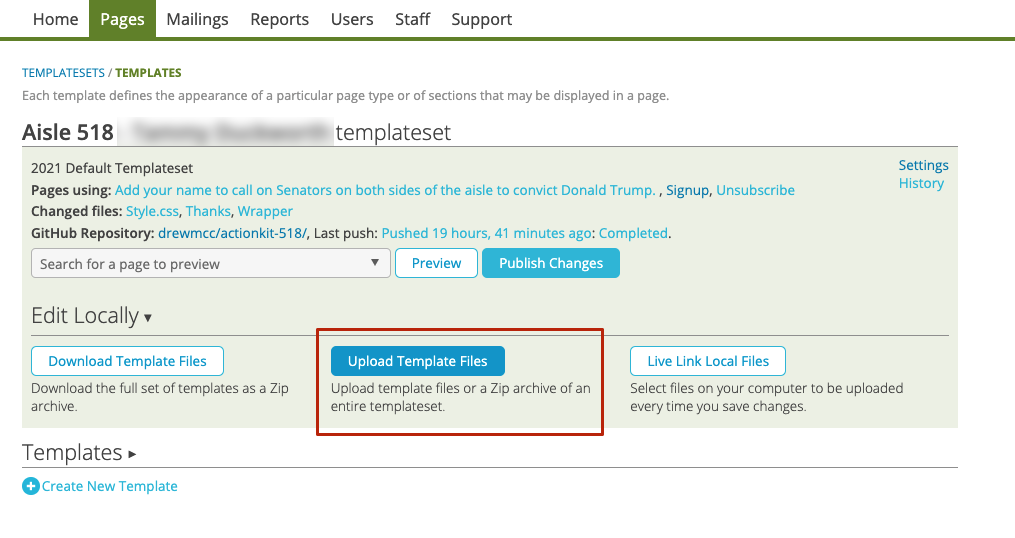 Home Pages Mailings Reports Users Staff Support
TEMPLATESETS / TEMPLATES
Each template defines the appearance of a particular page type or of sections that may be displayed in a page.
Aisle 518 templateset
2021 Default Templateset
Settings
Pages using: Add your name to call on Senators on both sides of the aisle to convict Donald Trump. , Signup, Unsubscribe
History
Changed files: Style.css, Thanks, Wrapper
GitHub Repository: drewmcc/actionkit-518/, Last push: Pushed 19 hours, 41 minutes ago: Completed.
Search for a page to preview ▼ Preview Publish Changes
Edit Locally ▾
Download Template Files
Download the full set of templates as a Zip
archive.
Upload Template Files
Upload template files or a Zip archive of an
entire templateset.
Live Link Local Files
Select files on your computer to be uploaded
every time you save changes.
Templates ▸
Create New Template